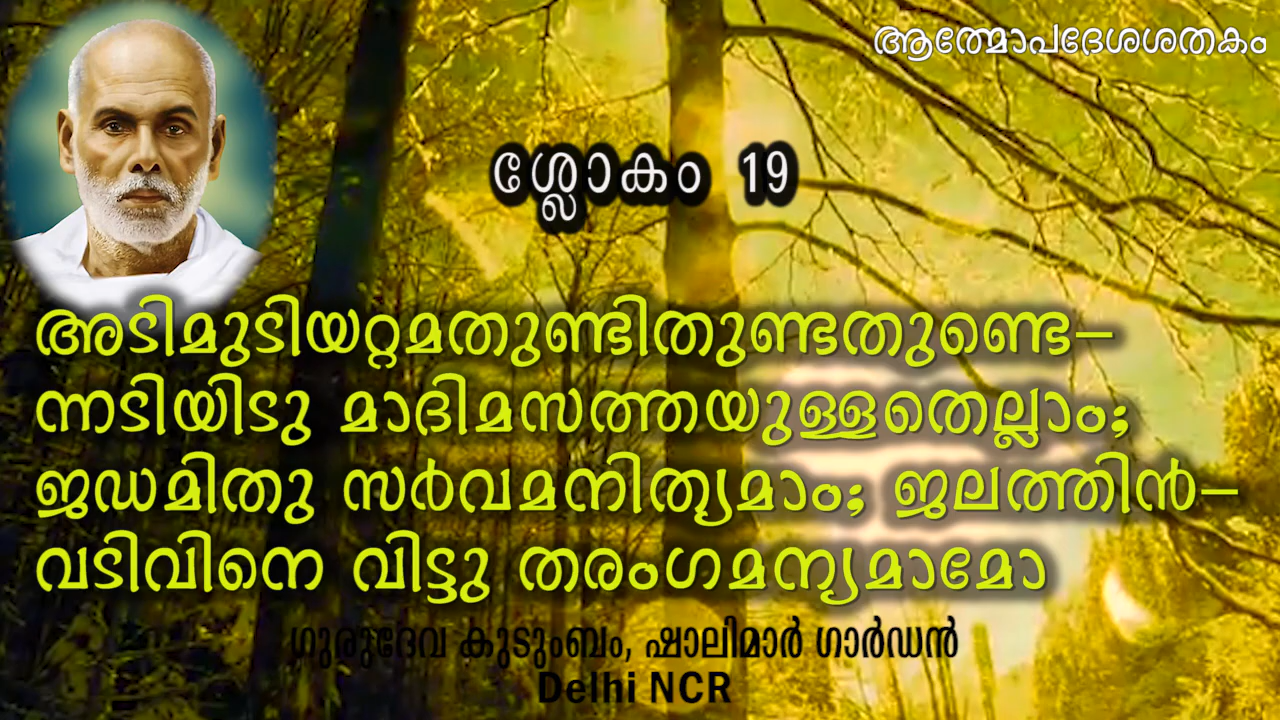 ആത്മോപദേശശതകം
ശ്ലോകം 19
അടിമുടിയറ്റമതുണ്ടിതുണ്ടതുണ്ടെ–
ന്നടിയിടു മാദിമസത്തയുള്ളതെല്ലാം;
ജഡമിതു സർവമനിത്യമാം; ജലത്തിൻ–
വടിവിനെ വിട്ടു തരംഗമന്യമാമോ
ഗുരുദേവ കുടുംബം, ഷാലിമാർ ഗാർഡൻ
Delhi NCR